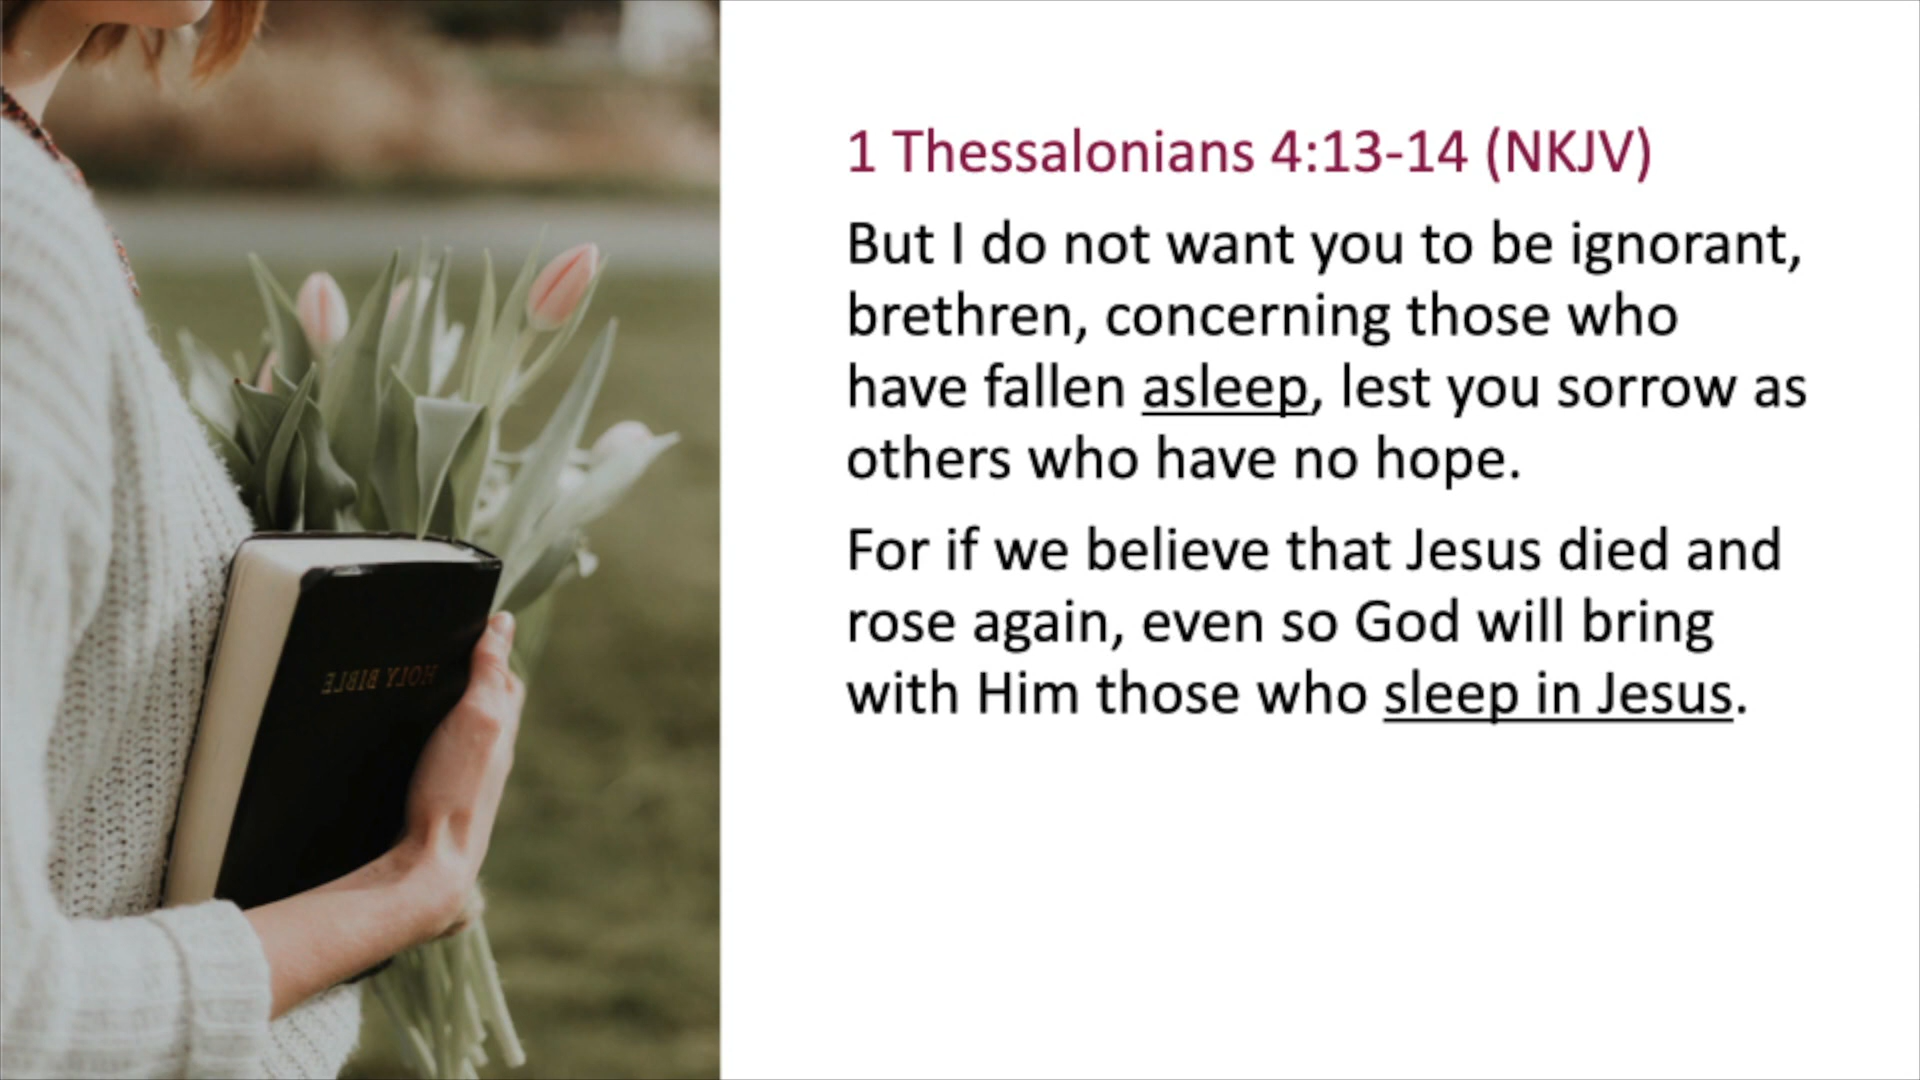 1 Thessalonians 4:13-14 (NKJV)
But I do not want you to be ignorant,
brethren, concerning those who
have fallen asleep, lest you sorrow as
others who have no hope.
For if we believe that Jesus died and
rose again, even so God will bring
with Him those who sleep in Jesus.
HOLY BIBLE